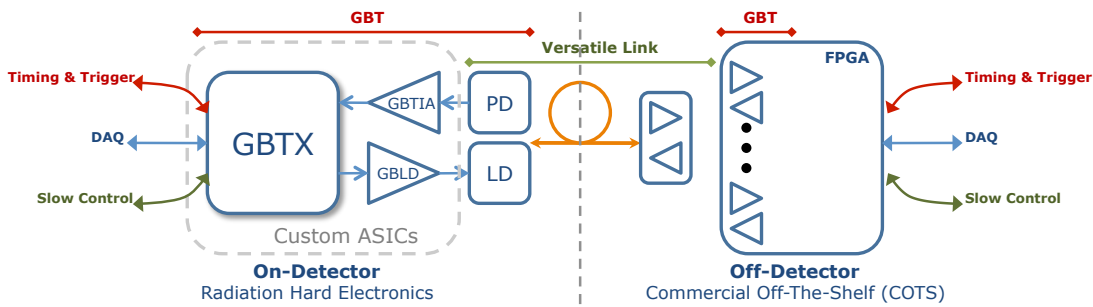 GBT
GBT
Versatile Link
FPGA
Timing & Trigger
Timing & Trigger
GBTIA
PD
GBTX
DAQ
DAQ
GBLD
LD
Slow Control
Slow Control
Custom ASICs
On-Detector
Radiation Hard Electronics
Off-Detector
Commercial Off-The-Shelf (COTS)